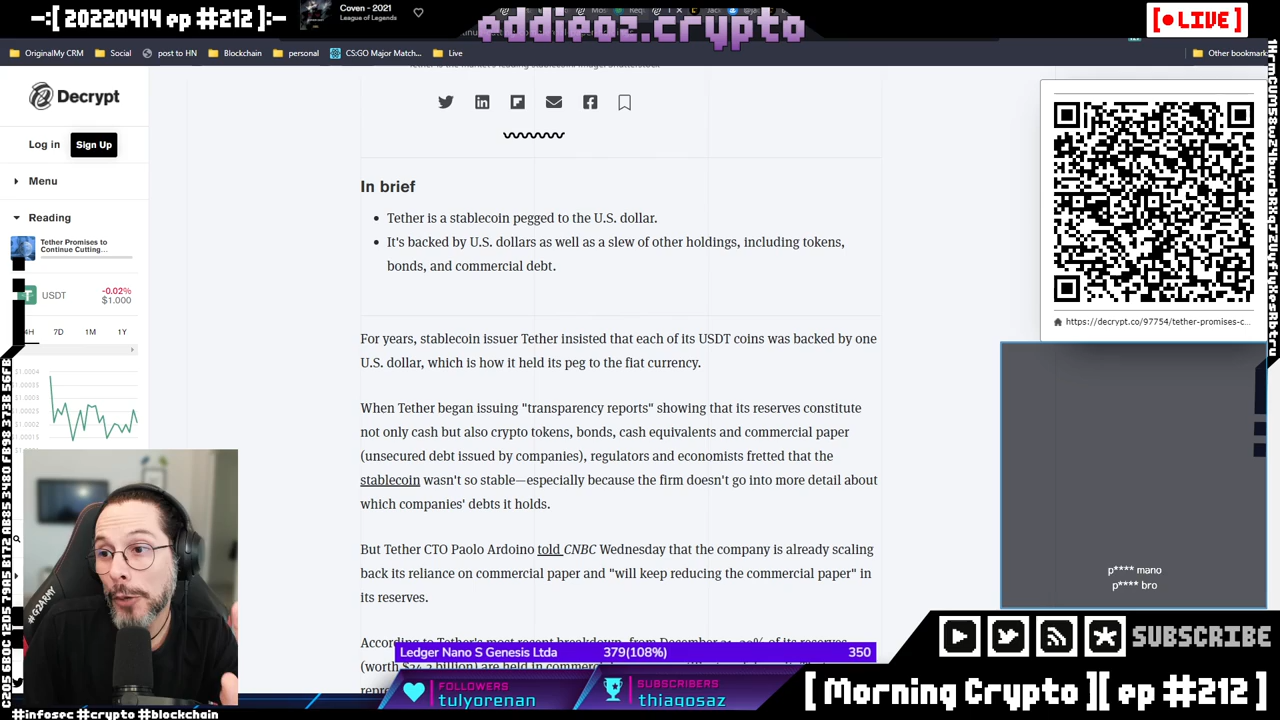 -:[ 20220414 ep #212]:-
Coven - 2021
League of Legends
eddieoz.crypto
[●LIVE]
OriginalMy CRM
Social
post to HN
Blockchain
personal
CS:GO Major Match...
Live
Other bookmark
Decrypt
Log in
Sign Up
Menu
Reading
Tether Promises to
Continue Cutting...
USDT
-0.02%
$1.000
7D
1M
1Y
In brief
Tether is a stablecoin pegged to the U.S. dollar.
It's backed by U.S. dollars as well as a slew of other holdings, including tokens,
bonds, and commercial debt.
For years, stablecoin issuer Tether insisted that each of its USDT coins was backed by one
U.S. dollar, which is how it held its peg to the fiat currency.
When Tether began issuing "transparency reports" showing that its reserves constitute
not only cash but also crypto tokens, bonds, cash equivalents and commercial paper
(unsecured debt issued by companies), regulators and economists fretted that the
stablecoin wasn't so stable—especially because the firm doesn't go into more detail about
which companies' debts it holds.
But Tether CTO Paolo Ardoino told CNBC Wednesday that the company is already scaling
back its reliance on commercial paper and "will keep reducing the commercial paper" in
its reserves.
https://decrypt.co/97754/tether-promises-c...
p**** mano
p**** bro
#G2ARMY
Ledger Nano S Genesis Ltda 379(108%) 350
FOLLOWERS
tulyorenan
SUBSCRIBERS
thiagosaz
SUBSCRIBE
[ Morning Crypto ][ ep #212 ]
#infosec #crypto #blockchain